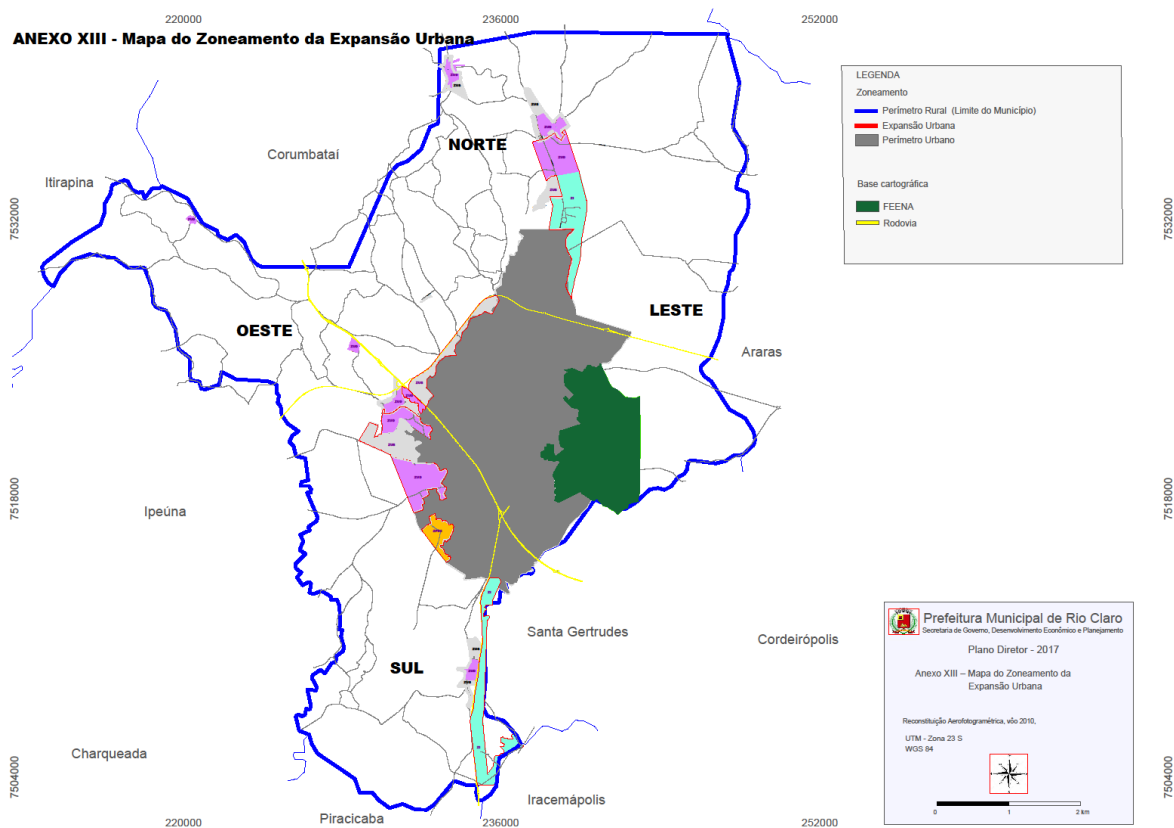 220000
236000
252000
ANEXO XIII - Mapa do Zoneamento da Expansão Urbana
LEGENDA
Zoneamento
Perímetro Rural (Limite do Município)
Expansão Urbana
Perímetro Urbano
Base cartográfica
FEENA
Rodovia
NORTE
Corumbataí
Itirapina
7532000
7532000
OESTE
LESTE
Araras
7518000
7518000
Ipeúna
Santa Gertrudes
Cordeirópolis
SUL
Charqueada
Iracemápolis
Piracicaba
7504000
7504000
Prefeitura Municipal de Rio Claro
Secretaria de Governo, Desenvolvimento Econômico e Planejamento
Plano Diretor - 2017
Anexo XIII – Mapa do Zoneamento da
Expansão Urbana
Reconstituição Aerofotogramétrica, vôo 2010,
UTM - Zona 23 S
WGS 84
0
1
2 km
220000
236000
252000